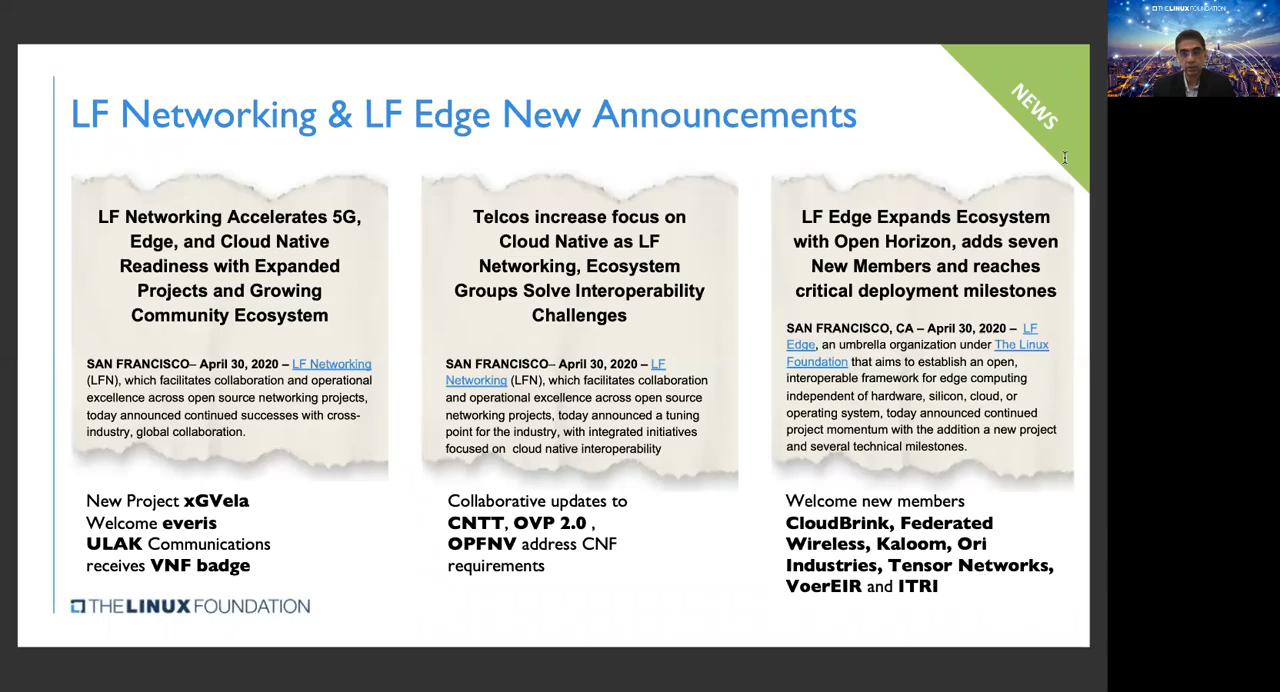 THE LINUX FOUNDATION
NEWS
LF Networking & LF Edge New Announcements
LF Networking Accelerates 5G,
Edge, and Cloud Native
Readiness with Expanded
Projects and Growing
Community Ecosystem
SAN FRANCISCO– April 30, 2020 – LF Networking
(LFN), which facilitates collaboration and operational
excellence across open source networking projects,
today announced continued successes with cross-
industry, global collaboration.
New Project xGVela
Welcome everis
ULAK Communications
receives VNF badge
Telcos increase focus on
Cloud Native as LF
Networking, Ecosystem
Groups Solve Interoperability
Challenges
SAN FRANCISCO– April 30, 2020 – LF
Networking (LFN), which facilitates collaboration
and operational excellence across open source
networking projects, today announced a tuning
point for the industry, with integrated initiatives
focused on  cloud native interoperability
Collaborative updates to
CNTT, OVP 2.0 ,
OPFNV address CNF
requirements
LF Edge Expands Ecosystem
with Open Horizon, adds seven
New Members and reaches
critical deployment milestones
SAN FRANCISCO, CA – April 30, 2020 –  LF
Edge, an umbrella organization under The Linux
Foundation that aims to establish an open,
interoperable framework for edge computing
independent of hardware, silicon, cloud, or
operating system, today announced continued
project momentum with the addition a new project
and several technical milestones.
Welcome new members
CloudBrink, Federated
Wireless, Kaloom, Ori
Industries, Tensor Networks,
VoerEIR and ITRI
THE LINUX FOUNDATION